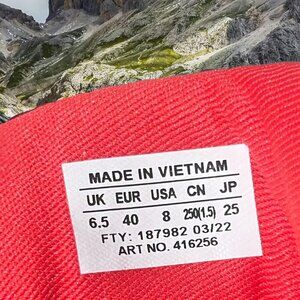 MADE IN VIETNAM
UK EUR USA CN JP
6.5 40 8 250(1.5) 25
FTY: 187982 03/22
ART NO. 416256